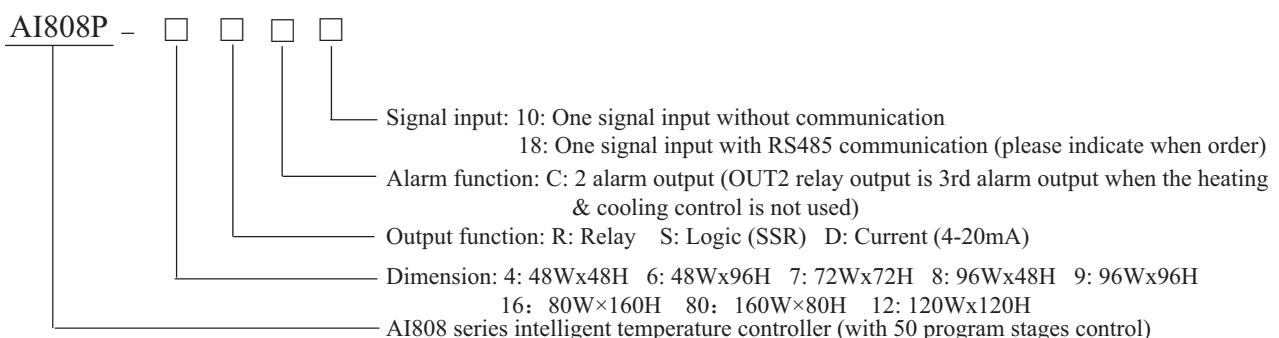 AI808P – □ □ □ □
Signal input: 10: One signal input without communication
18: One signal input with RS485 communication (please indicate when order)
Alarm function: C: 2 alarm output (OUT2 relay output is 3rd alarm output when the heating
& cooling control is not used)
Output function: R: Relay S: Logic (SSR) D: Current (4-20mA)
Dimension: 4: 48Wx48H 6: 48Wx96H 7: 72Wx72H 8: 96Wx48H 9: 96Wx96H
16：80W×160H 80：160W×80H 12: 120Wx120H
AI808 series intelligent temperature controller (with 50 program stages control)